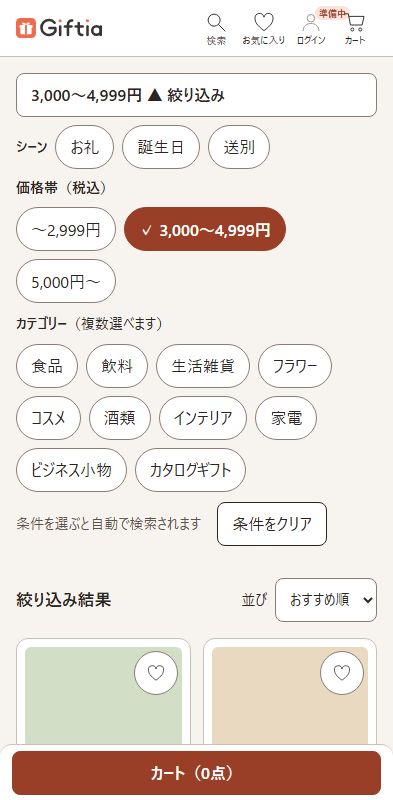 Giftia
準備中
検索 お気に入り ログイン カート
3,000〜4,999円 ▲ 絞り込み
シーン お礼 誕生日 送別
価格帯（税込）
〜2,999円 ✓ 3,000〜4,999円
5,000円〜
カテゴリー（複数選べます）
食品 飲料 生活雑貨 フラワー
コスメ 酒類 インテリア 家電
ビジネス小物 カタログギフト
条件を選ぶと自動で検索されます 条件をクリア
絞り込み結果 並び おすすめ順
カート（0点）